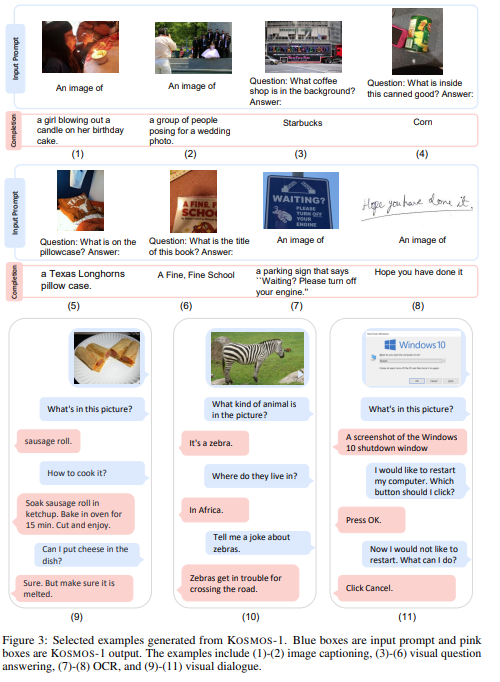 Input Prompt
An image of
An image of
Question: What coffee
shop is in the background?
Answer:
Question: What is inside
this canned good? Answer:
Completion
a girl blowing out a
candle on her birthday
cake.
a group of people
posing for a wedding
photo.
Starbucks
Corn
(1)
(2)
(3)
(4)
Input Prompt
A FINE, F
SCHO
WAITING?
PLEASE
TURN OFF
YOUR
ENGINE
Hope you have done it.
Question: What is on the
pillowcase? Answer:
Question: What is the title
of this book? Answer:
An image of
An image of
Completion
a Texas Longhorns
pillow case.
A Fine, Fine School
a parking sign that says
``Waiting? Please turn off
your engine."
Hope you have done it
(5)
(6)
(7)
(8)
What's in this picture?
sausage roll.
How to cook it?
Soak sausage roll in
ketchup. Bake in oven for
15 min. Cut and enjoy.
Can I put cheese in the
dish?
Sure. But make sure it is
melted.
(9)
What kind of animal is
in the picture?
It's a zebra.
Where do they live in?
In Africa.
Tell me a joke about
zebras.
Zebras get in trouble for
crossing the road.
(10)
Windows 10
What's in this picture?
A screenshot of the Windows
10 shutdown window
I would like to restart
my computer. Which
button should I click?
Press OK.
Now I would not like to
restart. What can I do?
Click Cancel.
(11)
Figure 3: Selected examples generated from KOSMOS-1. Blue boxes are input prompt and pink
boxes are KOSMOS-1 output. The examples include (1)-(2) image captioning, (3)-(6) visual question
answering, (7)-(8) OCR, and (9)-(11) visual dialogue.